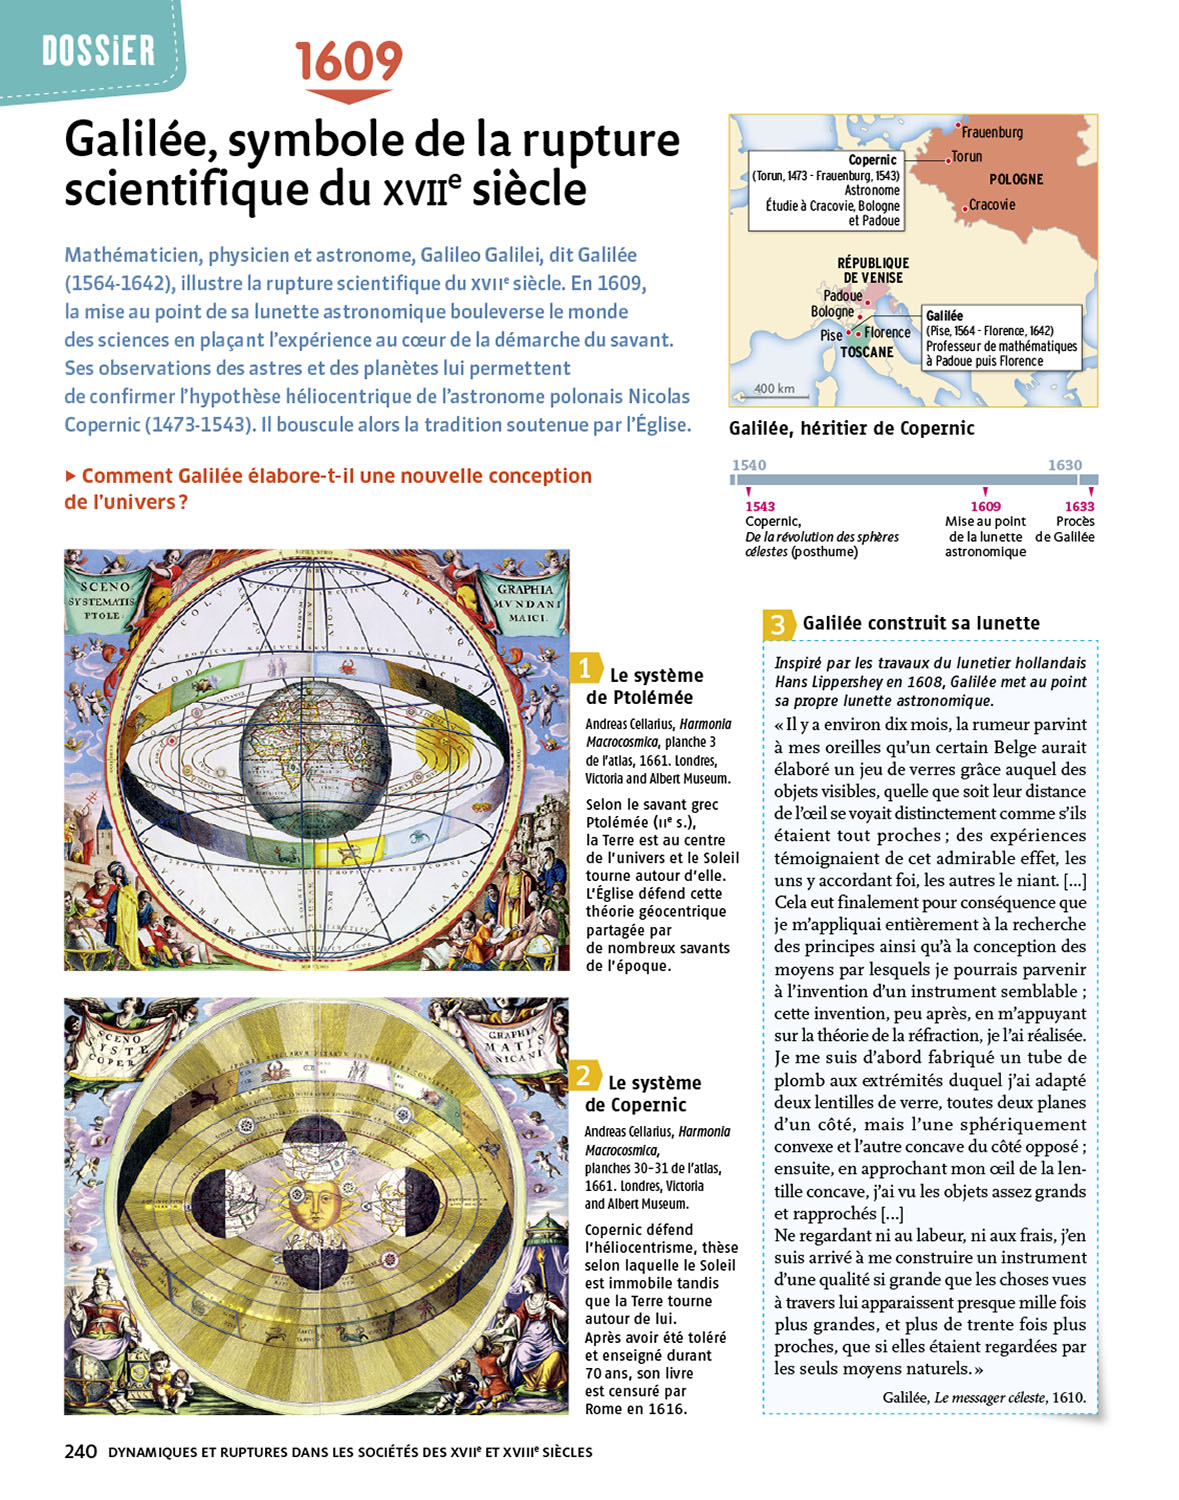 DOSSIER
1609
Galilée, symbole de la rupture
scientifique du XVIIe siècle
Mathématicien, physicien et astronome, Galileo Galilei, dit Galilée
(1564-1642), illustre la rupture scientifique du XVIIe siècle. En 1609,
la mise au point de sa lunette astronomique bouleverse le monde
des sciences en plaçant l'expérience au cœur de la démarche du savant.
Ses observations des astres et des planètes lui permettent
de confirmer l'hypothèse héliocentrique de l'astronome polonais Nicolas
Copernic (1473-1543). Il bouscule alors la tradition soutenue par l'Église.
▶ Comment Galilée élabore-t-il une nouvelle conception
de l'univers ?
Frauenburg
Torun
POLOGNE
Cracovie
Copernic
(Torun, 1473 - Frauenburg, 1543)
Astronome
Étudie à Cracovie, Bologne
et Padoue
RÉPUBLIQUE
DE VENISE
Padoue
Bologne
Pise
Florence
TOSCANE
Galilée
(Pise, 1564 - Florence, 1642)
Professeur de mathématiques
à Padoue puis Florence
400 km
Galilée, héritier de Copernic
1540
1630
1543
Copernic,
De la révolution des sphères
célestes (posthume)
1609
Mise au point
de la lunette
astronomique
1633
Procès
de Galilée
SCENO
SYSTEMATIS
PTOLE.
GRAPHIA
MVNDANI
MAICI.
1 Le système
de Ptolémée
Andreas Cellarius, Harmonia
Macrocosmica, planche 3
de l'atlas, 1661. Londres,
Victoria and Albert Museum.
Selon le savant grec
Ptolémée (IIe s.),
la Terre est au centre
de l'univers et le Soleil
tourne autour d'elle.
L'Église défend cette
théorie géocentrique
partagée par
de nombreux savants
de l'époque.
SCENO
SYSTE
COPER
GRAPHIA
MATIS
NICANI
2 Le système
de Copernic
Andreas Cellarius, Harmonia
Macrocosmica,
planches 30-31 de l'atlas,
1661. Londres, Victoria
and Albert Museum.
Copernic défend
l'héliocentrisme, thèse
selon laquelle le Soleil
est immobile tandis
que la Terre tourne
autour de lui.
Après avoir été toléré
et enseigné durant
70 ans, son livre
est censuré par
Rome en 1616.
3 Galilée construit sa lunette
Inspiré par les travaux du lunetier hollandais
Hans Lippershey en 1608, Galilée met au point
sa propre lunette astronomique.
« Il y a environ dix mois, la rumeur parvint
à mes oreilles qu'un certain Belge aurait
élaboré un jeu de verres grâce auquel des
objets visibles, quelle que soit leur distance
de l'œil se voyait distinctement comme s'ils
étaient tout proches ; des expériences
témoignaient de cet admirable effet, les
uns y accordant foi, les autres le niant. [...]
Cela eut finalement pour conséquence que
je m'appliquai entièrement à la recherche
des principes ainsi qu'à la conception des
moyens par lesquels je pourrais parvenir
à l'invention d'un instrument semblable ;
cette invention, peu après, en m'appuyant
sur la théorie de la réfraction, je l'ai réalisée.
Je me suis d'abord fabriqué un tube de
plomb aux extrémités duquel j'ai adapté
deux lentilles de verre, toutes deux planes
d'un côté, mais l'une sphériquement
convexe et l'autre concave du côté opposé ;
ensuite, en approchant mon œil de la len-
tille concave, j'ai vu les objets assez grands
et rapprochés [...]
Ne regardant ni au labeur, ni aux frais, j'en
suis arrivé à me construire un instrument
d'une qualité si grande que les choses vues
à travers lui apparaissent presque mille fois
plus grandes, et plus de trente fois plus
proches, que si elles étaient regardées par
les seuls moyens naturels. »
Galilée, Le messager céleste, 1610.
240 DYNAMIQUES ET RUPTURES DANS LES SOCIÉTÉS DES XVIIe ET XVIIIe SIÈCLES